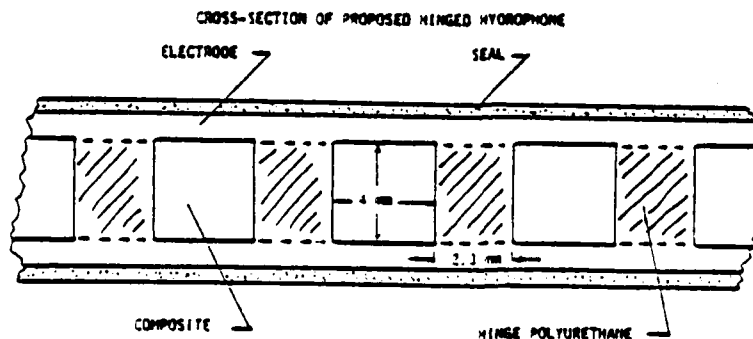 CROSS-SECTION OF PROPOSED HINGED HYDROPHONE
ELECTRODE
SEAL
4 mm
COMPOSITE
HINGE POLYURETHANE